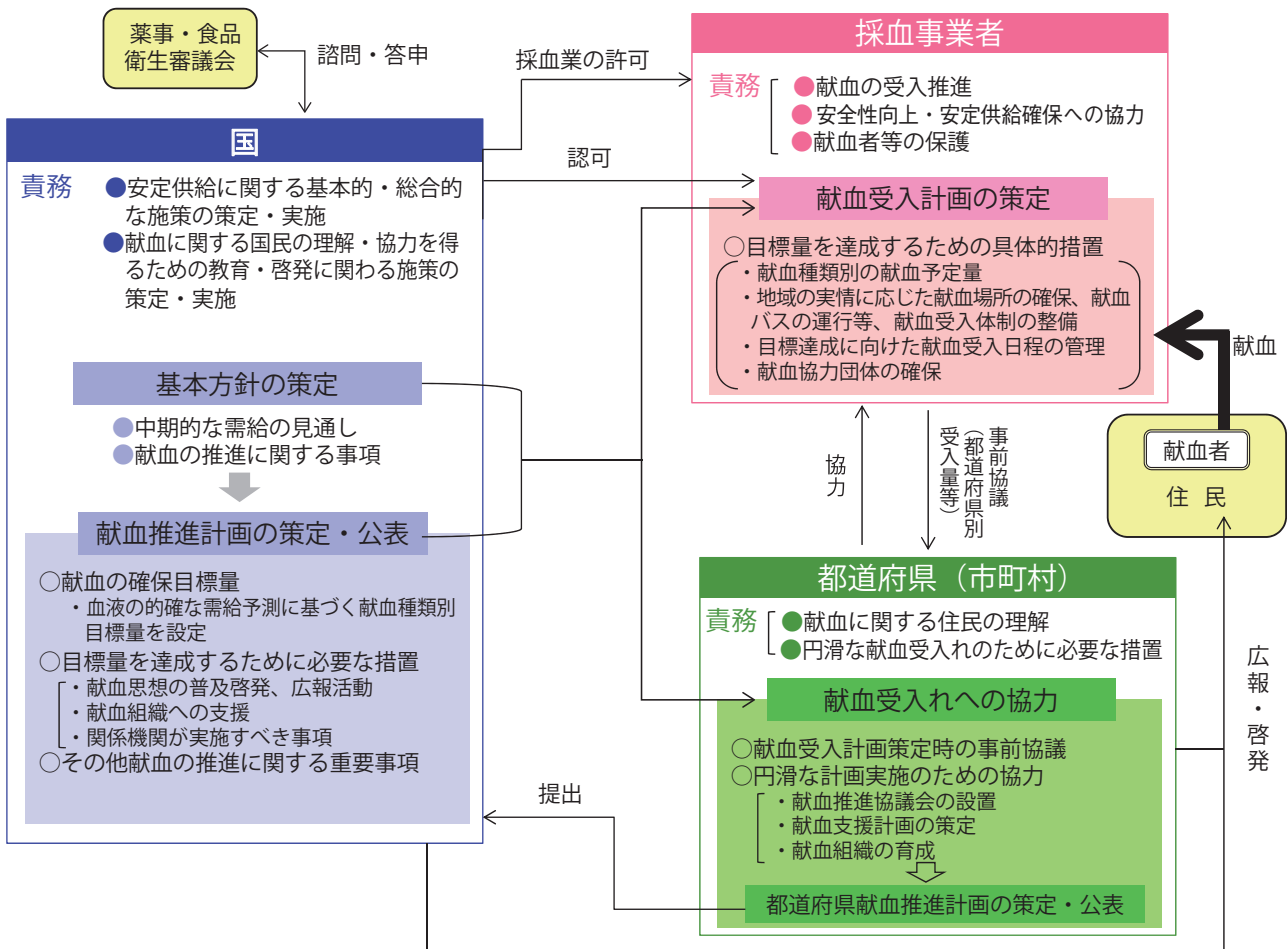 薬事・食品
衛生審議会
諮問・答申
国
責務
●安定供給に関する基本的・総合的
な施策の策定・実施
●献血に関する国民の理解・協力を得
るための教育・啓発に関わる施策の
策定・実施
基本方針の策定
●中期的な需給の見通し
●献血の推進に関する事項
献血推進計画の策定・公表
○献血の確保目標量
・血液の的確な需給予測に基づく献血種類別
目標量を設定
○目標量を達成するために必要な措置
・献血思想の普及啓発、広報活動
・献血組織への支援
・関係機関が実施すべき事項
○その他献血の推進に関する重要事項
採血業の許可
認可
採血事業者
責務
●献血の受入推進
●安全性向上・安定供給確保への協力
●献血者等の保護
献血受入計画の策定
○目標量を達成するための具体的措置
・献血種類別の献血予定量
・地域の実情に応じた献血場所の確保、献血
バスの運行等、献血受入体制の整備
・目標達成に向けた献血受入日程の管理
・献血協力団体の確保
献血
献血者
住 民
協力
事前協議
（都道府県別
受入量等）
都道府県（市町村）
責務
●献血に関する住民の理解
●円滑な献血受入れのために必要な措置
献血受入れへの協力
○献血受入計画策定時の事前協議
○円滑な計画実施のための協力
・献血推進協議会の設置
・献血支援計画の策定
・献血組織の育成
都道府県献血推進計画の策定・公表
提出
広報・啓発